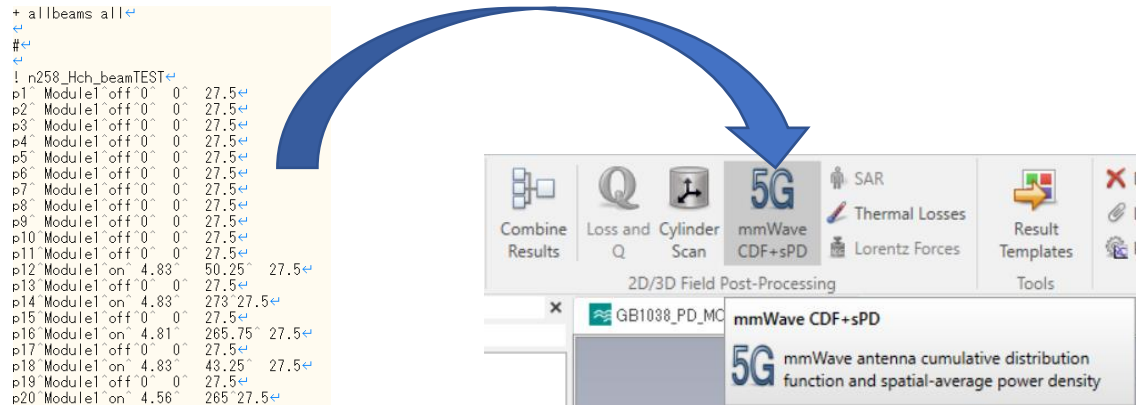 + allbeams all↵
↵
#↵
↵
! n258_Hch_beamTEST↵
p1^ Module1^off^0^ 0^ 27.5↵
p2^ Module1^off^0^ 0^ 27.5↵
p3^ Module1^off^0^ 0^ 27.5↵
p4^ Module1^off^0^ 0^ 27.5↵
p5^ Module1^off^0^ 0^ 27.5↵
p6^ Module1^off^0^ 0^ 27.5↵
p7^ Module1^off^0^ 0^ 27.5↵
p8^ Module1^off^0^ 0^ 27.5↵
p9^ Module1^off^0^ 0^ 27.5↵
p10^Module1^off^0^ 0^ 27.5↵
p11^Module1^off^0^ 0^ 27.5↵
p12^Module1^on^ 4.83^ 50.25^ 27.5↵
p13^Module1^off^0^ 0^ 27.5↵
p14^Module1^on^ 4.83^ 273^27.5↵
p15^Module1^off^0^ 0^ 27.5↵
p16^Module1^on^ 4.81^ 265.75^ 27.5↵
p17^Module1^off^0^ 0^ 27.5↵
p18^Module1^on^ 4.83^ 43.25^ 27.5↵
p19^Module1^off^0^ 0^ 27.5↵
p20^Module1^on^ 4.56^ 265^27.5↵
Combine
Results
Q
Loss and
Q
Cylinder
Scan
5G
mmWave
CDF+sPD
SAR
Thermal Losses
Lorentz Forces
2D/3D Field Post-Processing
Result
Templates
Tools
GB1038_PD_MO
mmWave CDF+sPD
5G
mmWave antenna cumulative distribution
function and spatial-average power density